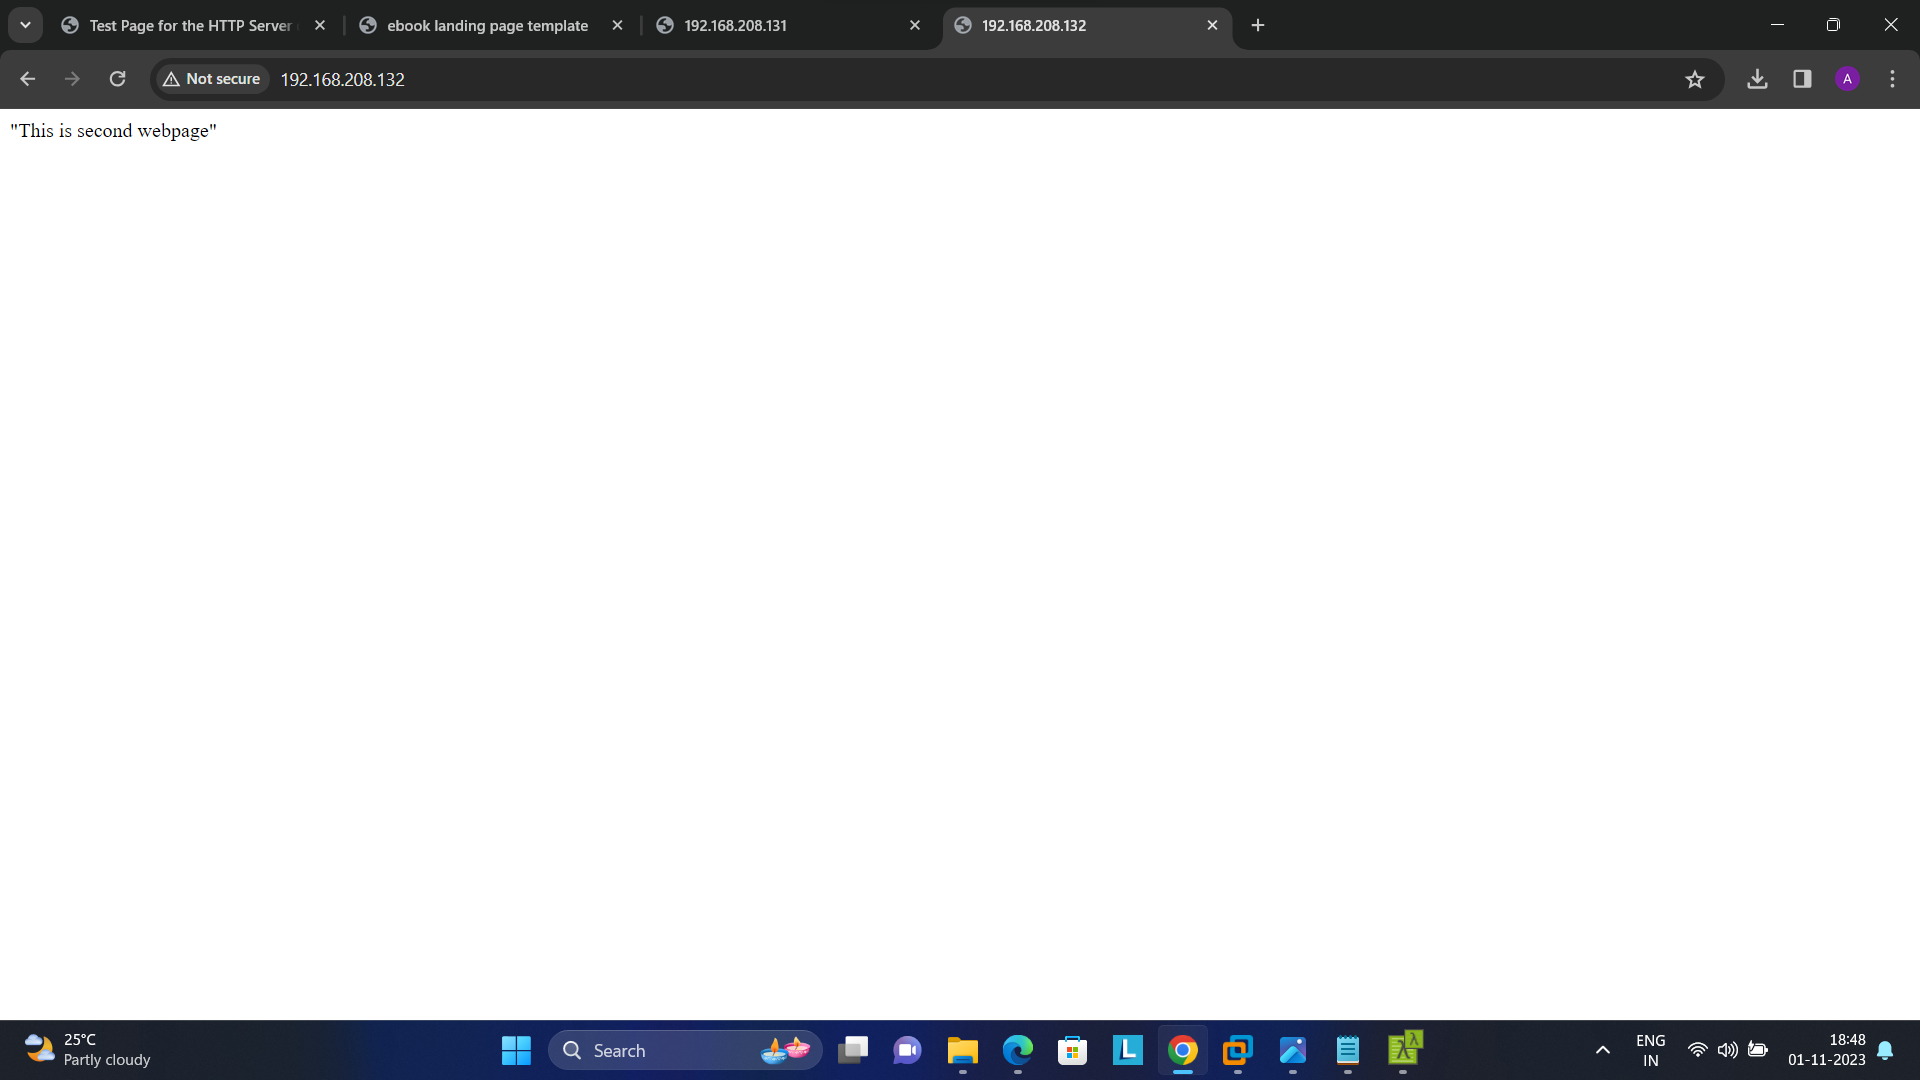 Test Page for the HTTP Server
ebook landing page template
192.168.208.131
192.168.208.132
Not secure
192.168.208.132
A
"This is second webpage"
25°C
Partly cloudy
Search
L
λ
λ
ENG
IN
18:48
01-11-2023